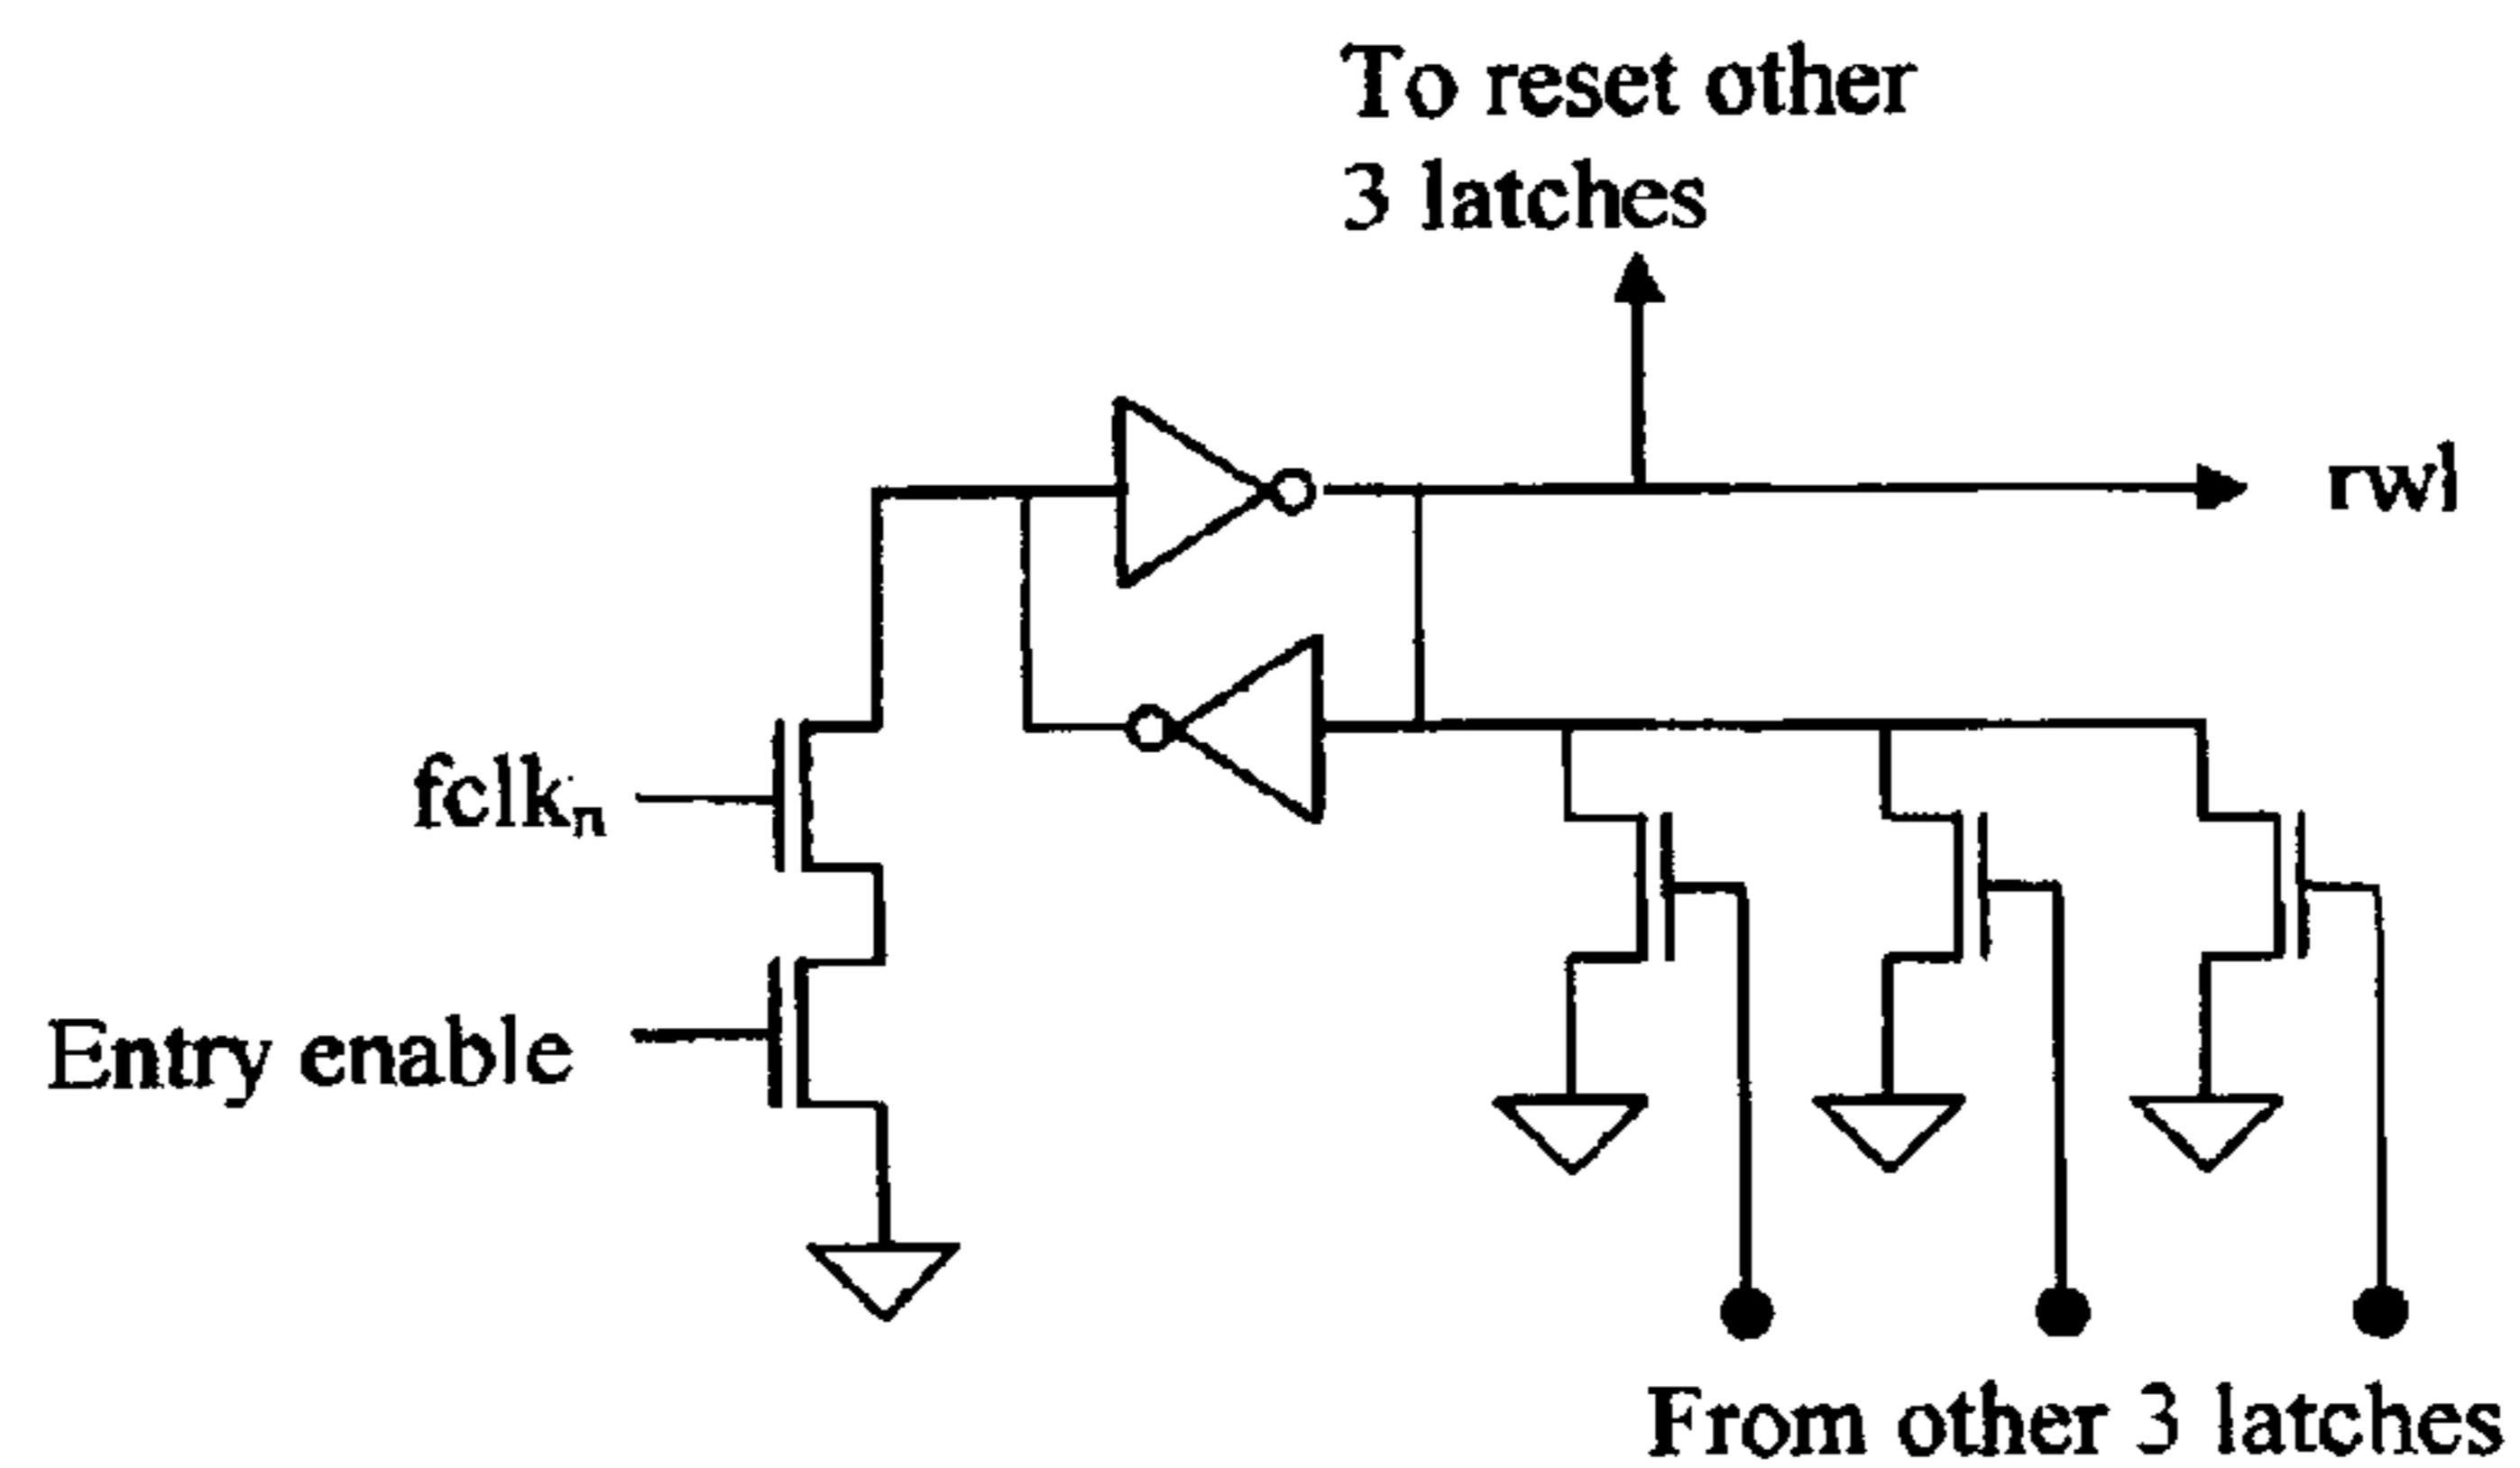 To reset other
3 latches
rwl
fclkn
Entry enable
From other 3 latches